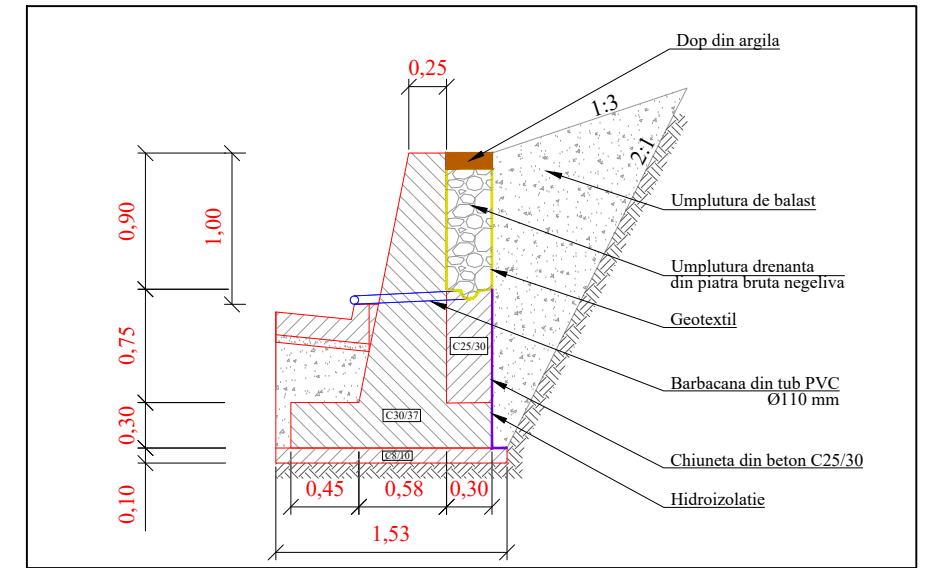 Dop din argila
0,25
1:3
2:1
0,90
1,00
Umplutura de balast
Umplutura drenanta
din piatra bruta negeliva
Geotextil
0,75
C25/30
Barbacana din tub PVC
Ø110 mm
0,30
C30/37
C8/10
Chiuneta din beton C25/30
0,10
0,45
0,58
0,30
Hidroizolatie
1,53